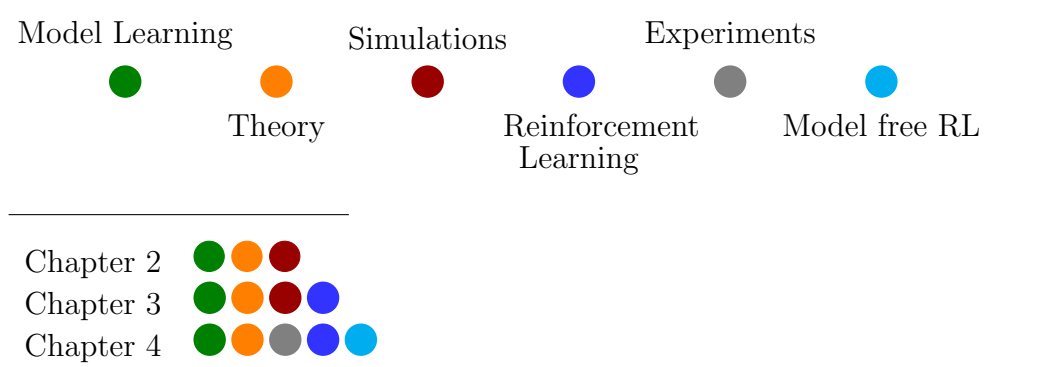 Model Learning
Simulations
Experiments
Theory
Reinforcement
Learning
Model free RL
Chapter 2
Chapter 3
Chapter 4